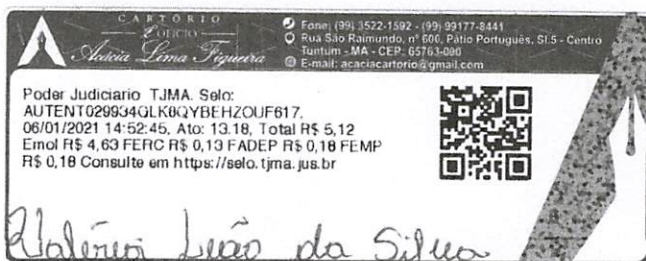 CARTÓRIO
2º OFÍCIO
Acácia Lima Figueira
Fone: (99) 3522-1592 - (99) 99177-8441
Rua São Raimundo, nº 600, Pátio Português, Sl.5 - Centro
Tuntum - MA - CEP: 65763-000
E-mail: acaciacartorio@gmail.com
Poder Judiciario TJMA. Selo:
AUTENT029934OLK8QYBEHZOUF617,
06/01/2021 14:52:45, Ato: 13.18, Total R$ 5,12
Emol R$ 4,63 FERC R$ 0,13 FADEP R$ 0,18 FEMP
R$ 0,18 Consulte em https://selo.tjma.jus.br
Valéria Leão da Silva